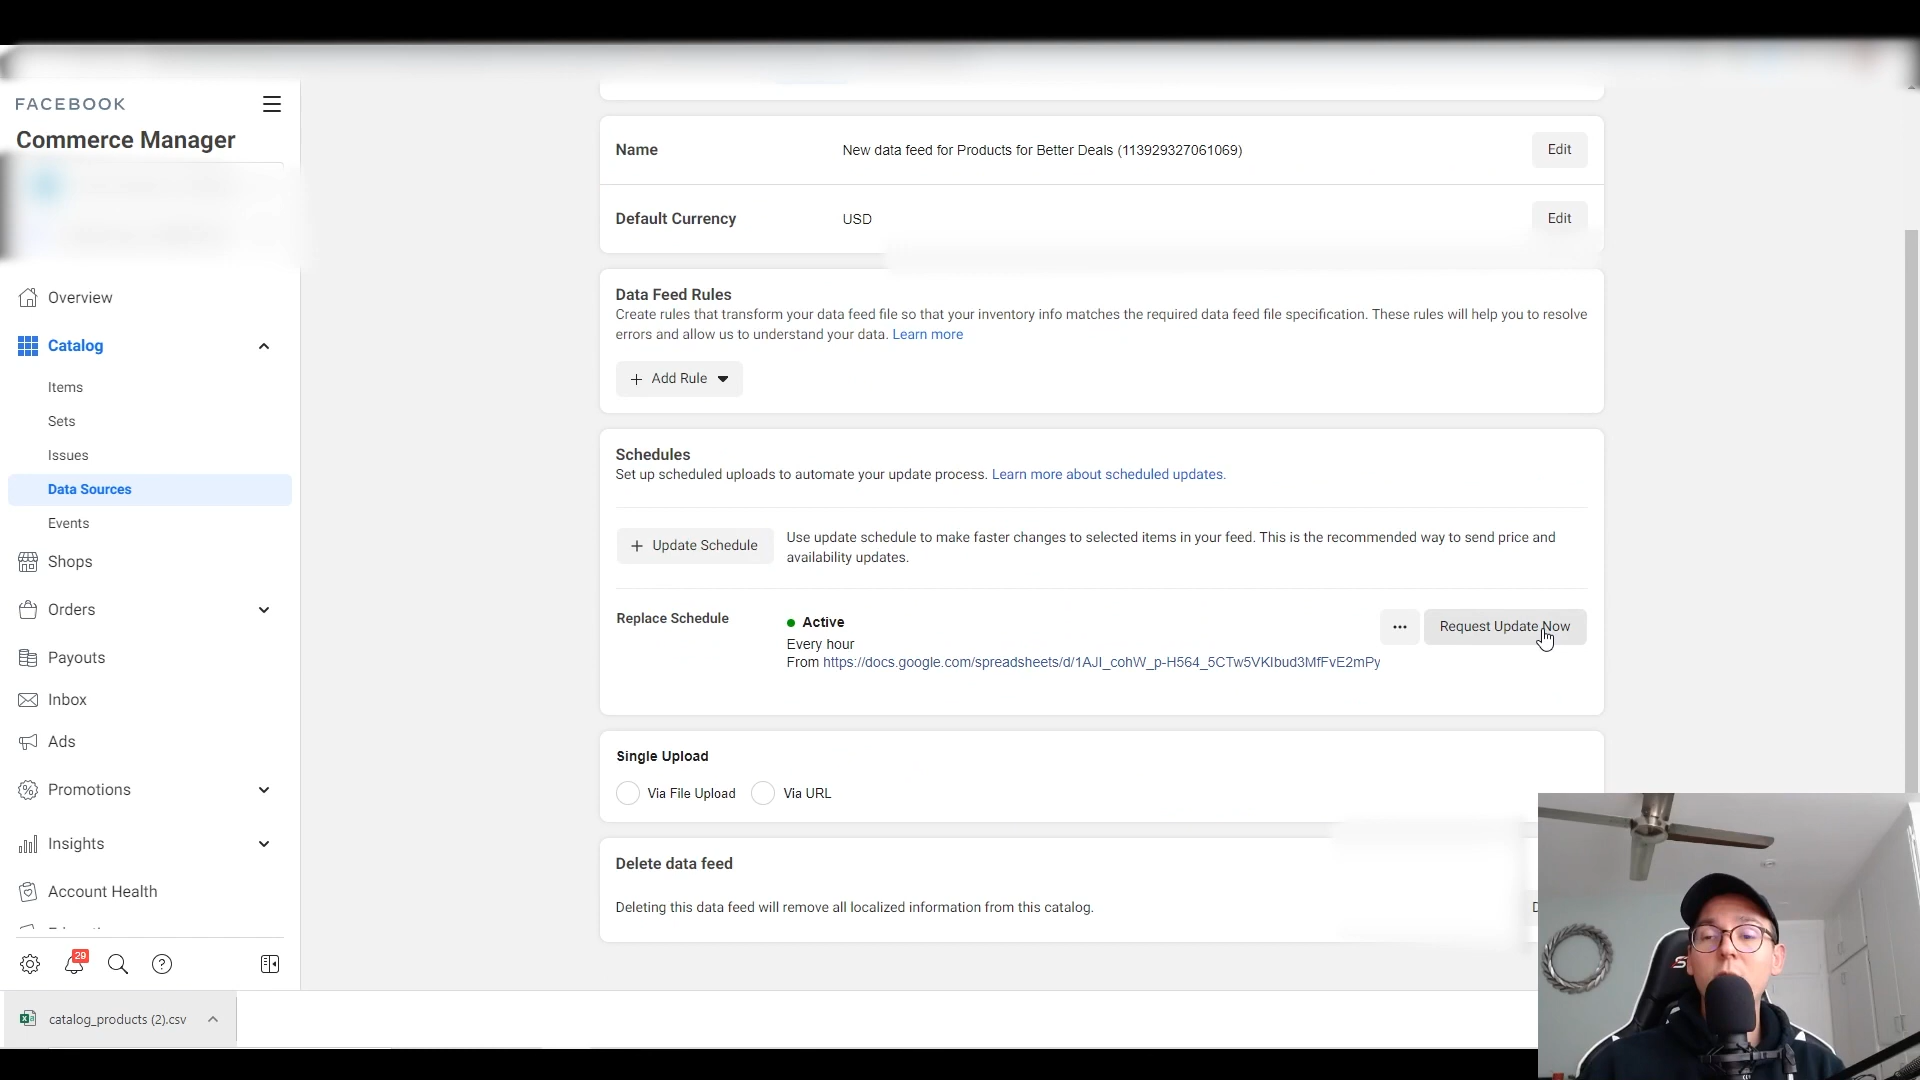 FACEBOOK
Commerce Manager
Overview
Catalog
Items
Sets
Issues
Data Sources
Events
Shops
Orders
Payouts
Inbox
Ads
Promotions
Insights
Account Health
29
catalog_products (2).csv
Name
New data feed for Products for Better Deals (113929327061069)
Edit
Default Currency
USD
Edit
Data Feed Rules
Create rules that transform your data feed file so that your inventory info matches the required data feed file specification. These rules will help you to resolve
errors and allow us to understand your data. Learn more
+ Add Rule
Schedules
Set up scheduled uploads to automate your update process. Learn more about scheduled updates.
+ Update Schedule
Use update schedule to make faster changes to selected items in your feed. This is the recommended way to send price and
availability updates.
Replace Schedule
Active
Every hour
From https://docs.google.com/spreadsheets/d/1AJI_cohW_p-H564_5CTw5VKIbud3MfFvE2mPy
...
Request Update Now
Single Upload
Via File Upload
Via URL
Delete data feed
Deleting this data feed will remove all localized information from this catalog.